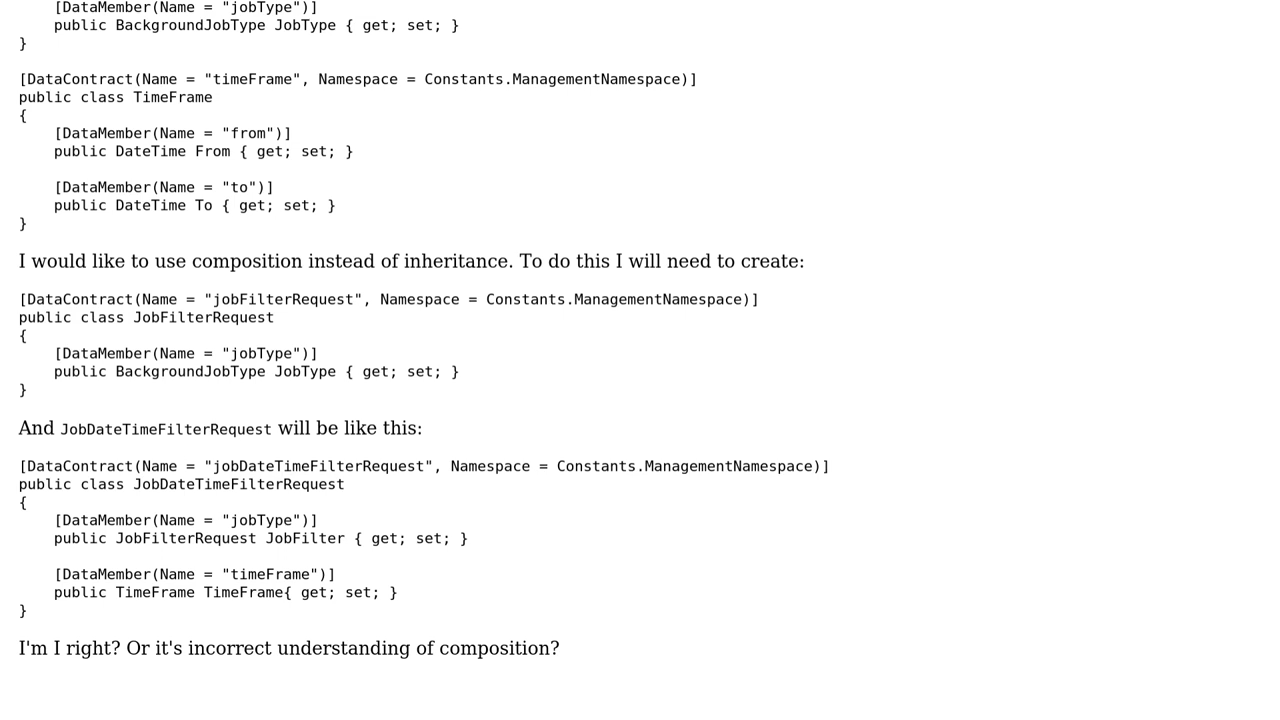 [DataMember(Name = "jobType")]
    public BackgroundJobType JobType { get; set; }
}
[DataContract(Name = "timeFrame", Namespace = Constants.ManagementNamespace)]
public class TimeFrame
{
    [DataMember(Name = "from")]
    public DateTime From { get; set; }
    [DataMember(Name = "to")]
    public DateTime To { get; set; }
}
I would like to use composition instead of inheritance. To do this I will need to create:
[DataContract(Name = "jobFilterRequest", Namespace = Constants.ManagementNamespace)]
public class JobFilterRequest
{
    [DataMember(Name = "jobType")]
    public BackgroundJobType JobType { get; set; }
}
And JobDateTimeFilterRequest will be like this:
[DataContract(Name = "jobDateTimeFilterRequest", Namespace = Constants.ManagementNamespace)]
public class JobDateTimeFilterRequest
{
    [DataMember(Name = "jobType")]
    public JobFilterRequest JobFilter { get; set; }
    [DataMember(Name = "timeFrame")]
    public TimeFrame TimeFrame{ get; set; }
}
I'm I right? Or it's incorrect understanding of composition?